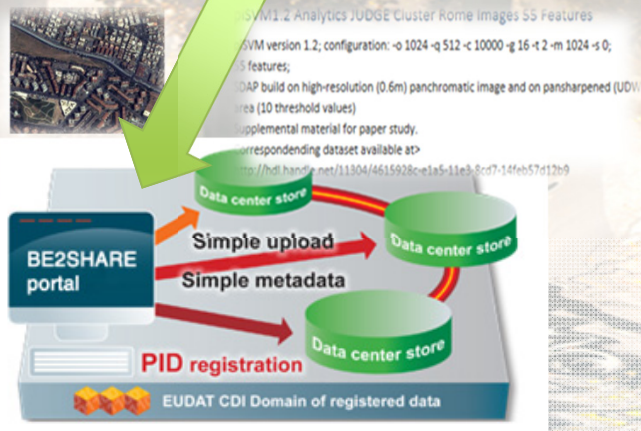 SVM1.2 Analytics JUDGE Cluster Rome Images 55 Features
SVM version 1.2; configuration: -o 1024 -q 512 -c 10000 -g 16 -t 2 -m 1024 -s 0;
5 features;
DAP build on high-resolution (0.6m) panchromatic image and on pansharpened (UDW
area (10 threshold values)
Supplemental material for paper study.
orrespondending dataset available at>
http://hdl.handle.net/11304/4615928c-e1a5-11e3-8cd7-14feb57d12b9
Data center store
BE2SHARE
portal
Simple upload
Simple metadata
Data center store
Data center store
PID registration
EUDAT CDI Domain of registered data